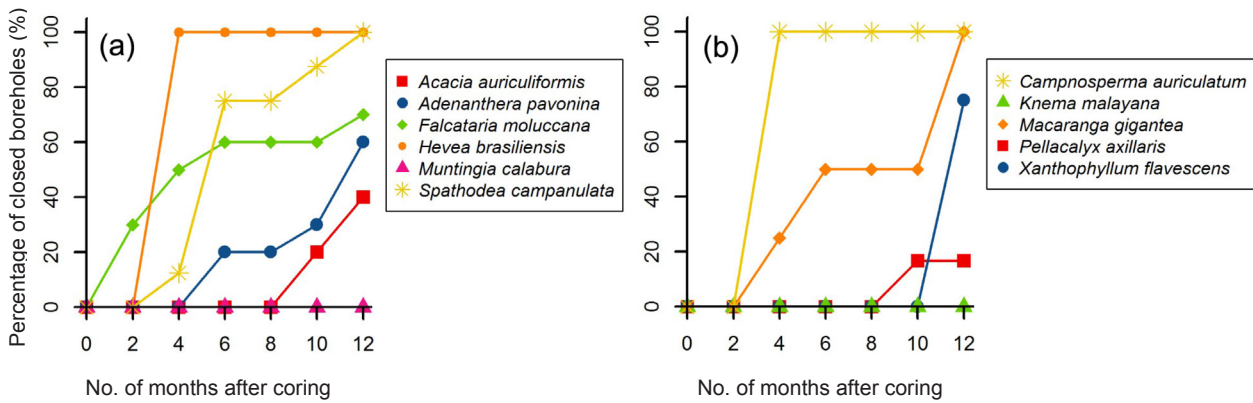 Percentage of closed boreholes (%)
100
80
60
40
20
0
(a)
0 2 4 6 8 10 12
No. of months after coring
Acacia auriculiformis
Adenanthera pavonina
Falcataria moluccana
Hevea brasiliensis
Muntingia calabura
Spathodea campanulata
100
80
60
40
20
0
(b)
0 2 4 6 8 10 12
No. of months after coring
Campnosperma auriculatum
Knema malayana
Macaranga gigantea
Pellacalyx axillaris
Xanthophyllum flavescens